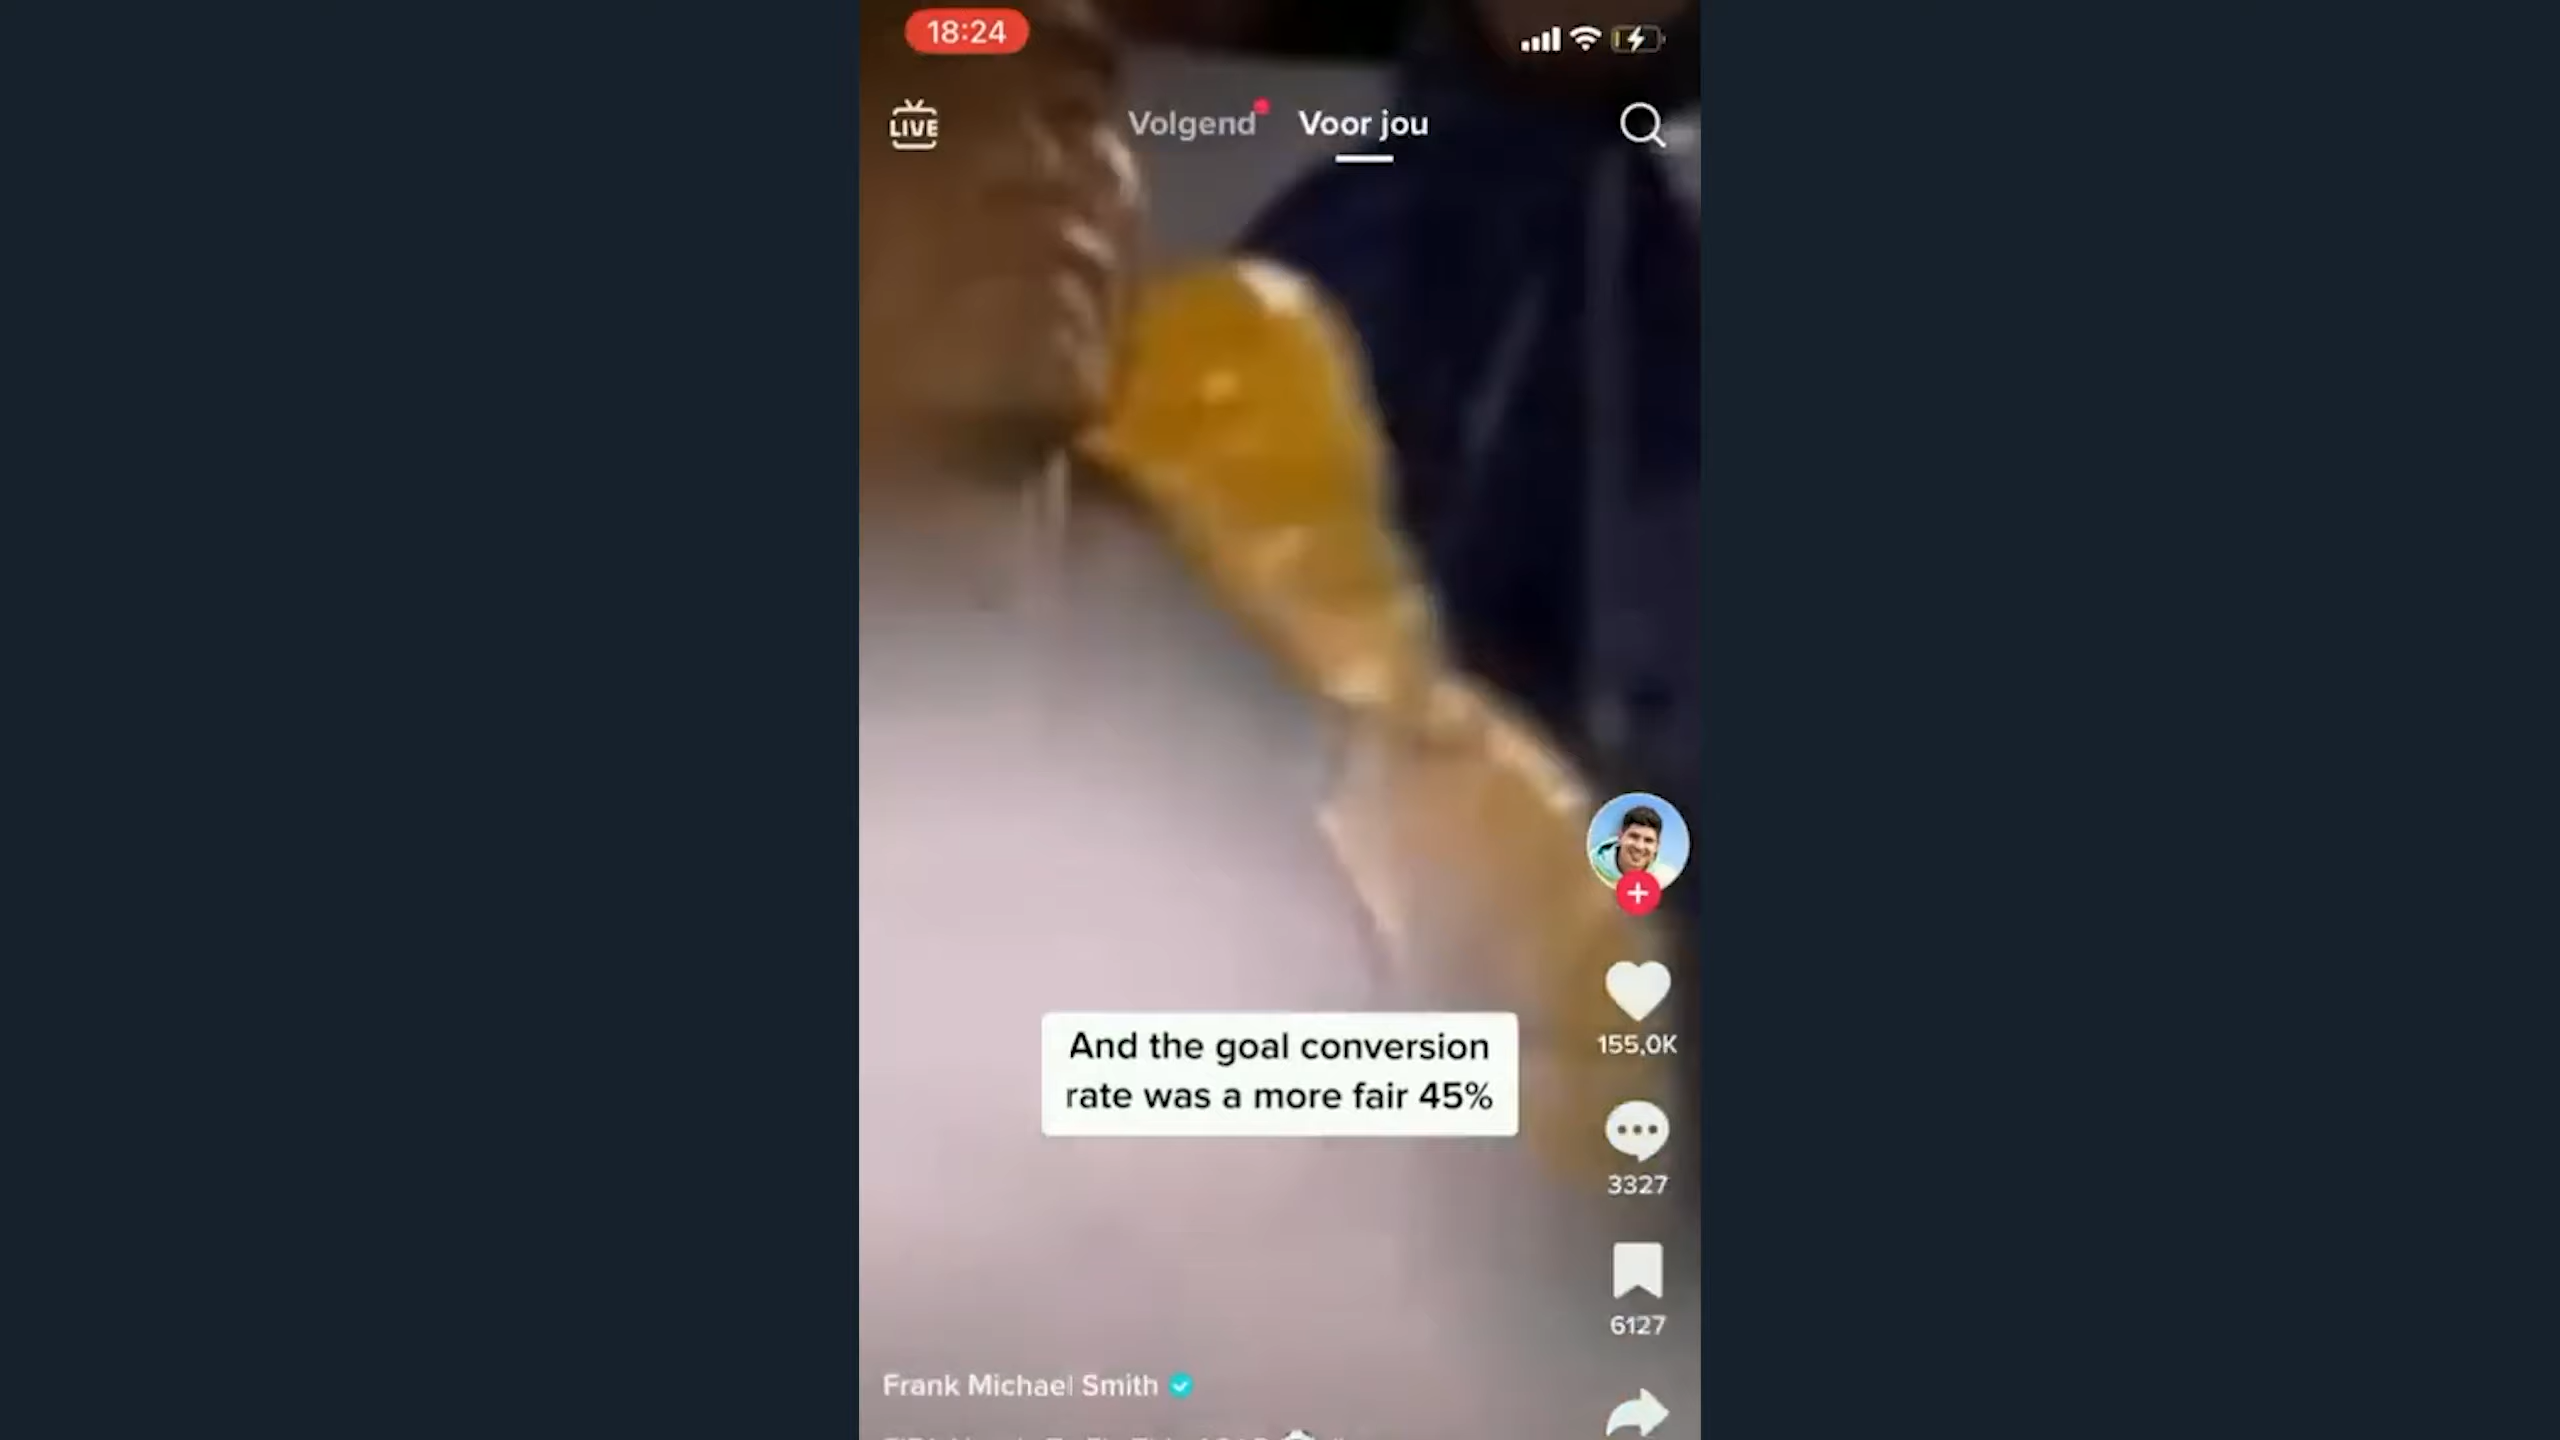 18:24
LIVE
Volgend
Voor jou
And the goal conversion
rate was a more fair 45%
155,0K
3327
6127
Frank Michael Smith